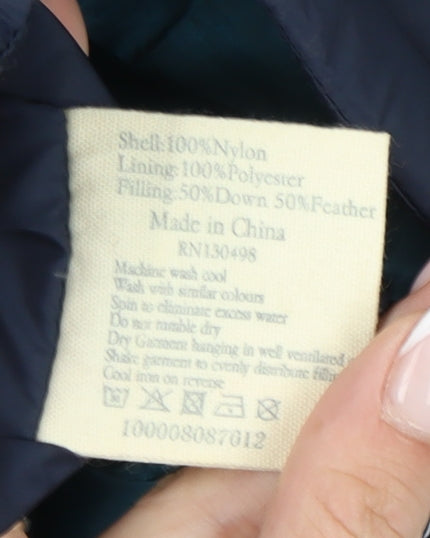 Shell:100%Nylon
Lining:100%Polyester
Filling:50%Down 50%Feather
Made in China
RN130498
Machine wash cool
Wash with similar colours
Spin to eliminate excess water
Do not tumble dry
Dry Garment hanging in well ventilated
Shake garment to evenly distribute
Cool iron on reverse
100008087612